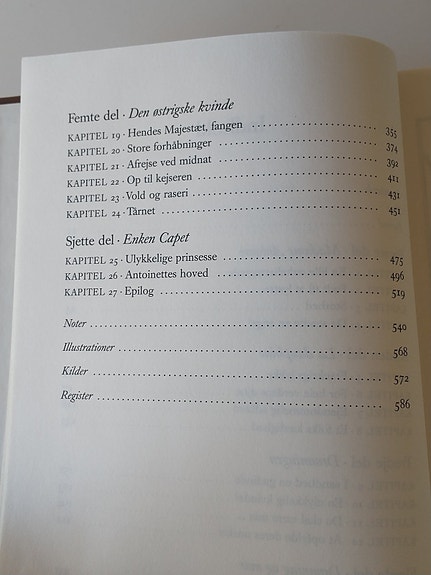 Femte del · Den østrigske kvinde
KAPITEL 19 · Hendes Majestæt, fangen 355
KAPITEL 20 · Store forhåbninger 374
KAPITEL 21 · Afrejse ved midnat 392
KAPITEL 22 · Op til kejseren 411
KAPITEL 23 · Vold og raseri 431
KAPITEL 24 · Tårnet 451
Sjette del · Enken Capet
KAPITEL 25 · Ulykkelige prinsesse 475
KAPITEL 26 · Antoinettes hoved 496
KAPITEL 27 · Epilog 519
Noter 540
Illustrationer 568
Kilder 572
Register 586